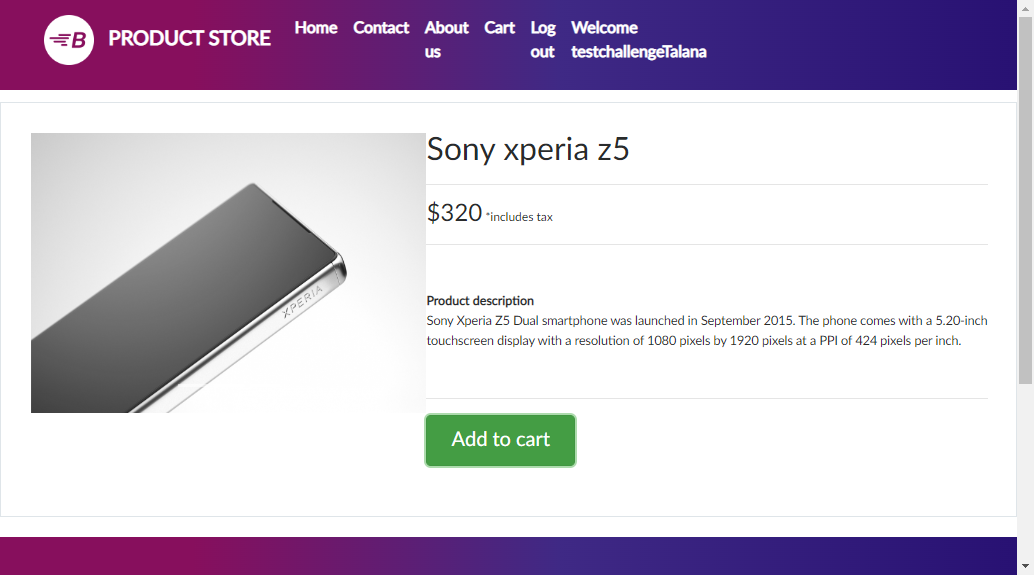 B PRODUCT STORE Home Contact About us Cart Log out Welcome testchallengeTalana
XPERIA
Sony xperia z5
$320 *includes tax
Product description
Sony Xperia Z5 Dual smartphone was launched in September 2015. The phone comes with a 5.20-inch
touchscreen display with a resolution of 1080 pixels by 1920 pixels at a PPI of 424 pixels per inch.
Add to cart